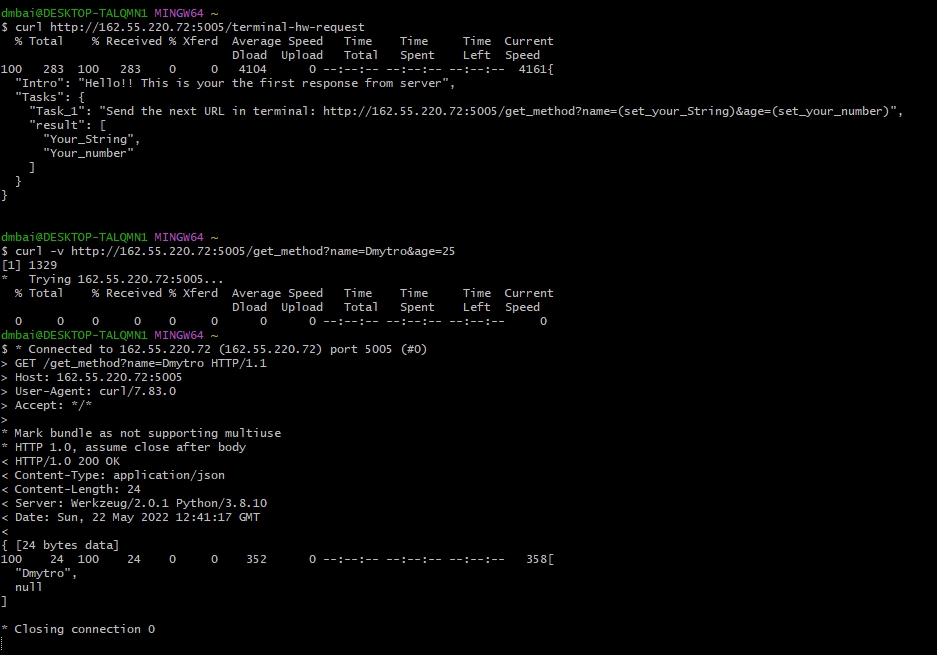 dmbai@DESKTOP-TALQMN1 MINGW64 ~
$ curl http://162.55.220.72:5005/terminal-hw-request
  % Total    % Received % Xferd  Average Speed   Time    Time     Time  Current
                                 Dload  Upload   Total   Spent    Left  Speed
100   283  100   283    0     0   4104      0 --:--:-- --:--:-- --:--:--  4161{
  "Intro": "Hello!! This is your the first response from server",
  "Tasks": {
    "Task_1": "Send the next URL in terminal: http://162.55.220.72:5005/get_method?name=(set_your_String)&age=(set_your_number)",
    "result": [
      "Your_String",
      "Your_number"
    ]
  }
}
dmbai@DESKTOP-TALQMN1 MINGW64 ~
$ curl -v http://162.55.220.72:5005/get_method?name=Dmytro&age=25
[1] 1329
*   Trying 162.55.220.72:5005...
  % Total    % Received % Xferd  Average Speed   Time    Time     Time  Current
                                 Dload  Upload   Total   Spent    Left  Speed
  0     0    0     0    0     0      0      0 --:--:-- --:--:-- --:--:--     0
dmbai@DESKTOP-TALQMN1 MINGW64 ~
$ * Connected to 162.55.220.72 (162.55.220.72) port 5005 (#0)
> GET /get_method?name=Dmytro HTTP/1.1
> Host: 162.55.220.72:5005
> User-Agent: curl/7.83.0
> Accept: */*
>
* Mark bundle as not supporting multiuse
* HTTP 1.0, assume close after body
< HTTP/1.0 200 OK
< Content-Type: application/json
< Content-Length: 24
< Server: Werkzeug/2.0.1 Python/3.8.10
< Date: Sun, 22 May 2022 12:41:17 GMT
<
{ [24 bytes data]
100    24  100    24    0     0    352      0 --:--:-- --:--:-- --:--:--   358[
  "Dmytro",
  null
]
* Closing connection 0